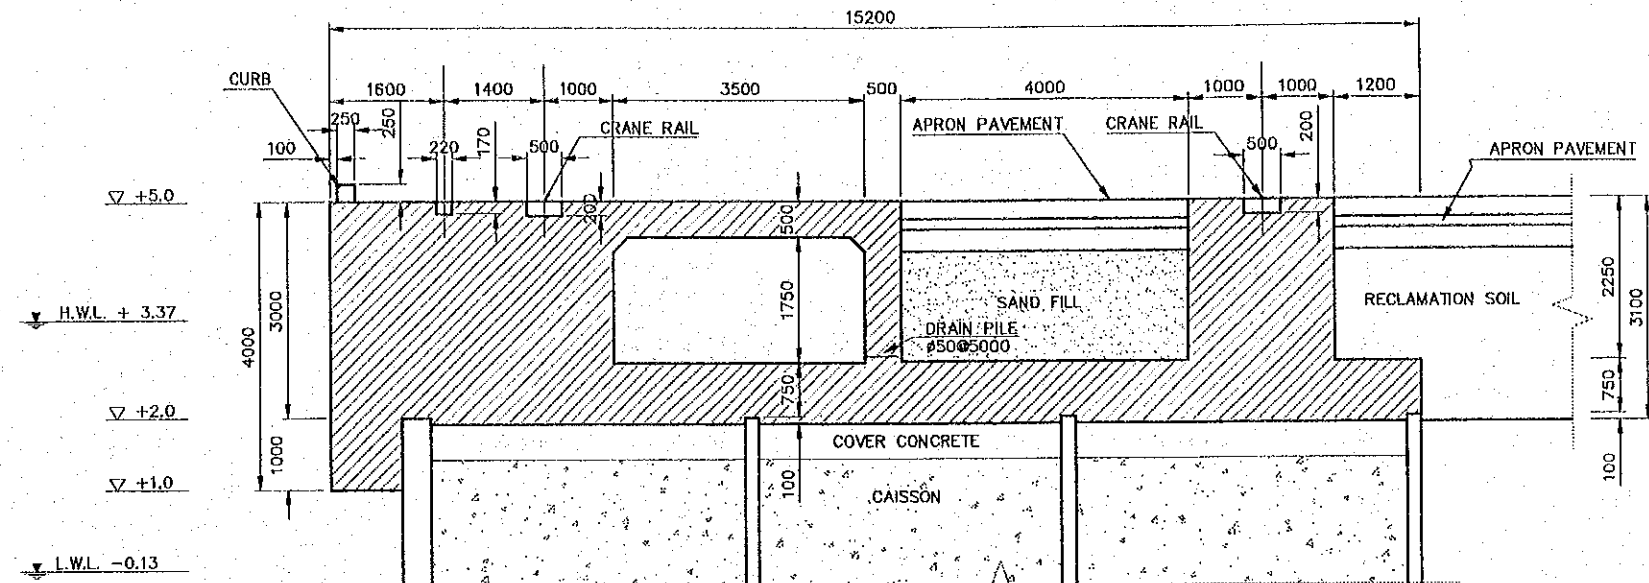 15200
CURB
1600
1400
1000
3500
500
4000
1000
1000
1200
250
250
170
CRANE RAIL
APRON PAVEMENT
CRANE RAIL
200
100
220
500
500
APRON PAVEMENT
▽ +5.0
200
500
H.W.L. + 3.37
4000
3000
1750
SAND FILL
DRAIN PILE
ø50@5000
RECLAMATION SOIL
2250
3100
750
750
▽ +2.0
COVER CONCRETE
1000
▽ +1.0
100
CAISSON
100
L.W.L. -0.13